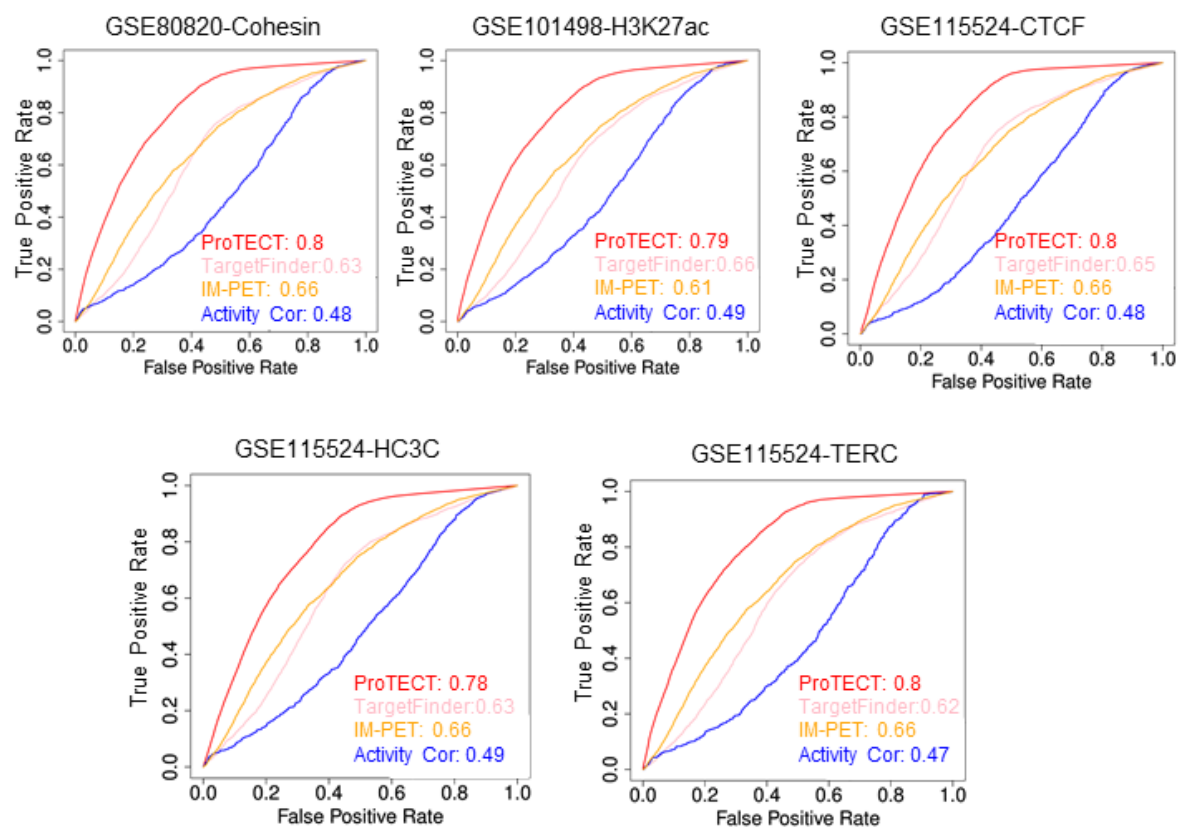 GSE80820-Cohesin
True Positive Rate
0.0 0.2 0.4 0.6 0.8 1.0
ProTECT: 0.8
TargetFinder:0.63
IM-PET: 0.66
Activity Cor: 0.48
0.0 0.2 0.4 0.6 0.8 1.0
False Positive Rate
GSE101498-H3K27ac
True Positive Rate
0.0 0.2 0.4 0.6 0.8 1.0
ProTECT: 0.79
TargetFinder:0.66
IM-PET: 0.61
Activity Cor: 0.49
0.0 0.2 0.4 0.6 0.8 1.0
False Positive Rate
GSE115524-CTCF
True Positive Rate
0.0 0.2 0.4 0.6 0.8 1.0
ProTECT: 0.8
TargetFinder:0.65
IM-PET: 0.66
Activity Cor: 0.48
0.0 0.2 0.4 0.6 0.8 1.0
False Positive Rate
GSE115524-HC3C
True Positive Rate
0.0 0.2 0.4 0.6 0.8 1.0
ProTECT: 0.78
TargetFinder:0.63
IM-PET: 0.66
Activity Cor: 0.49
0.0 0.2 0.4 0.6 0.8 1.0
False Positive Rate
GSE115524-TERC
True Positive Rate
0.0 0.2 0.4 0.6 0.8 1.0
ProTECT: 0.8
TargetFinder:0.62
IM-PET: 0.66
Activity Cor: 0.47
0.0 0.2 0.4 0.6 0.8 1.0
False Positive Rate